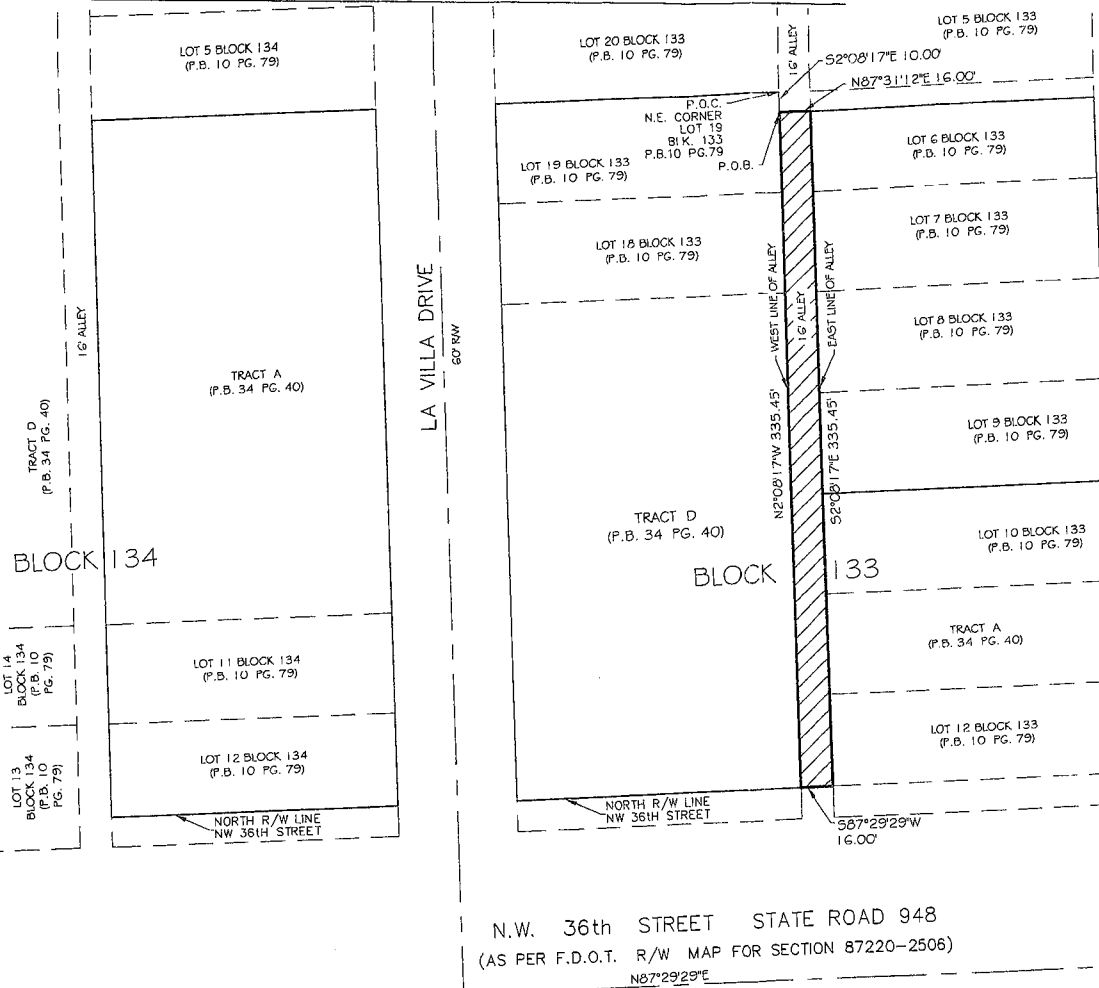 LOT 5 BLOCK 134
(P.B. 10 PG. 79)
LOT 20 BLOCK 133
(P.B. 10 PG. 79)
16' ALLEY
LOT 5 BLOCK 133
(P.B. 10 PG. 79)
S2°08'17"E 10.00'
N87°31'12"E 16.00'
P.O.C.
N.E. CORNER
LOT 19
BLK. 133
P.B.10 PG.79
P.O.B.
LOT 19 BLOCK 133
(P.B. 10 PG. 79)
LOT 6 BLOCK 133
(P.B. 10 PG. 79)
LOT 18 BLOCK 133
(P.B. 10 PG. 79)
LOT 7 BLOCK 133
(P.B. 10 PG. 79)
16' ALLEY
TRACT A
(P.B. 34 PG. 40)
LA VILLA DRIVE
60' R/W
WEST LINE OF ALLEY
16' ALLEY
EAST LINE OF ALLEY
LOT 8 BLOCK 133
(P.B. 10 PG. 79)
TRACT D
(P.B. 34 PG. 40)
N2°08'17"W 335.45'
S2°08'17"E 335.45'
LOT 9 BLOCK 133
(P.B. 10 PG. 79)
TRACT D
(P.B. 34 PG. 40)
LOT 10 BLOCK 133
(P.B. 10 PG. 79)
BLOCK 134
BLOCK 133
TRACT A
(P.B. 34 PG. 40)
LOT 14
BLOCK 134
(P.B. 10
PG. 79)
LOT 11 BLOCK 134
(P.B. 10 PG. 79)
LOT 12 BLOCK 133
(P.B. 10 PG. 79)
LOT 13
BLOCK 134
(P.B. 10
PG. 79)
LOT 12 BLOCK 134
(P.B. 10 PG. 79)
NORTH R/W LINE
NW 36th STREET
NORTH R/W LINE
NW 36th STREET
S87°29'29"W
16.00'
N.W. 36th STREET STATE ROAD 948
(AS PER F.D.O.T. R/W MAP FOR SECTION 87220-2506)
N87°29'29"E